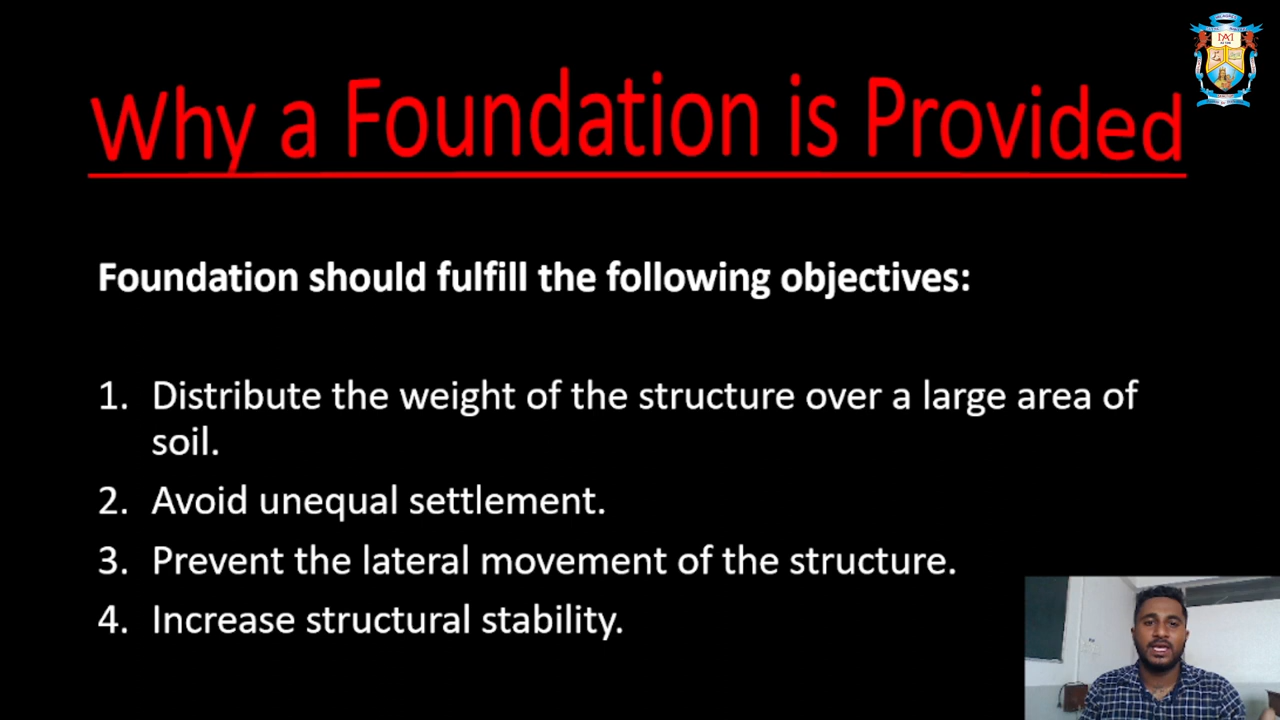 Why a Foundation is Provided
Foundation should fulfill the following objectives:
1. Distribute the weight of the structure over a large area of
soil.
2. Avoid unequal settlement.
3. Prevent the lateral movement of the structure.
4. Increase structural stability.